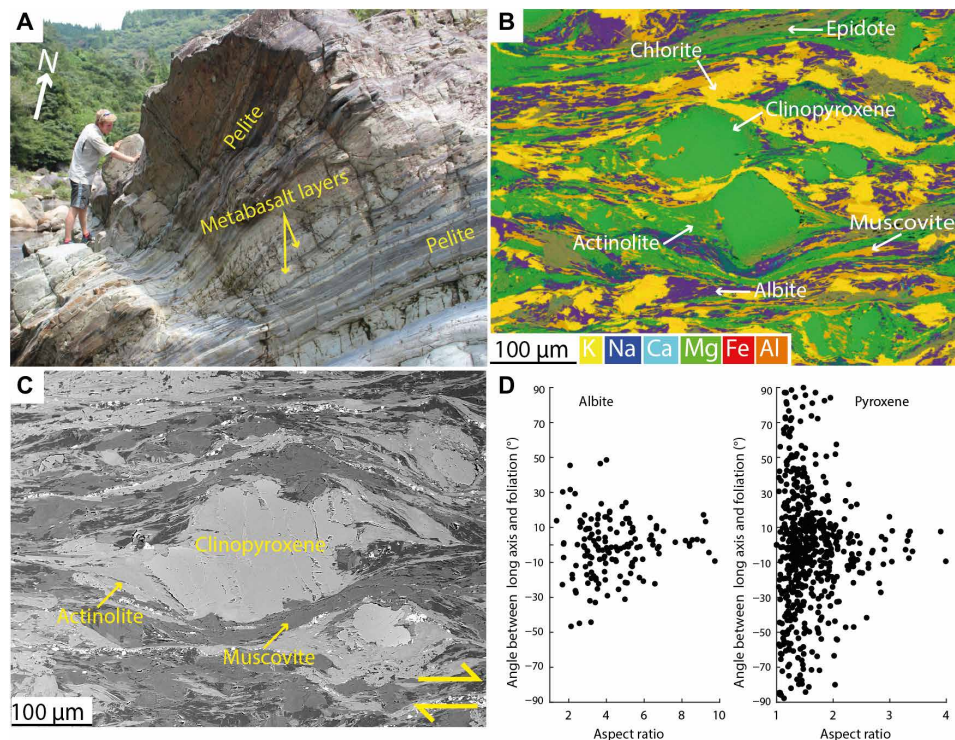 A
N
Pelite
Metabasalt layers
Pelite
B
Epidote
Chlorite
Clinopyroxene
Muscovite
Actinolite
Albite
100 µm
K Na Ca Mg Fe Al
C
Clinopyroxene
Actinolite
Muscovite
100 µm
D
Albite
Angle between long axis and foliation (°)
90
70
50
30
10
−10
−30
−50
−70
−90
2 4 6 8 10
Aspect ratio
Pyroxene
Angle between long axis and foliation (°)
90
70
50
30
10
−10
−30
−50
−70
−90
1 2 3 4
Aspect ratio